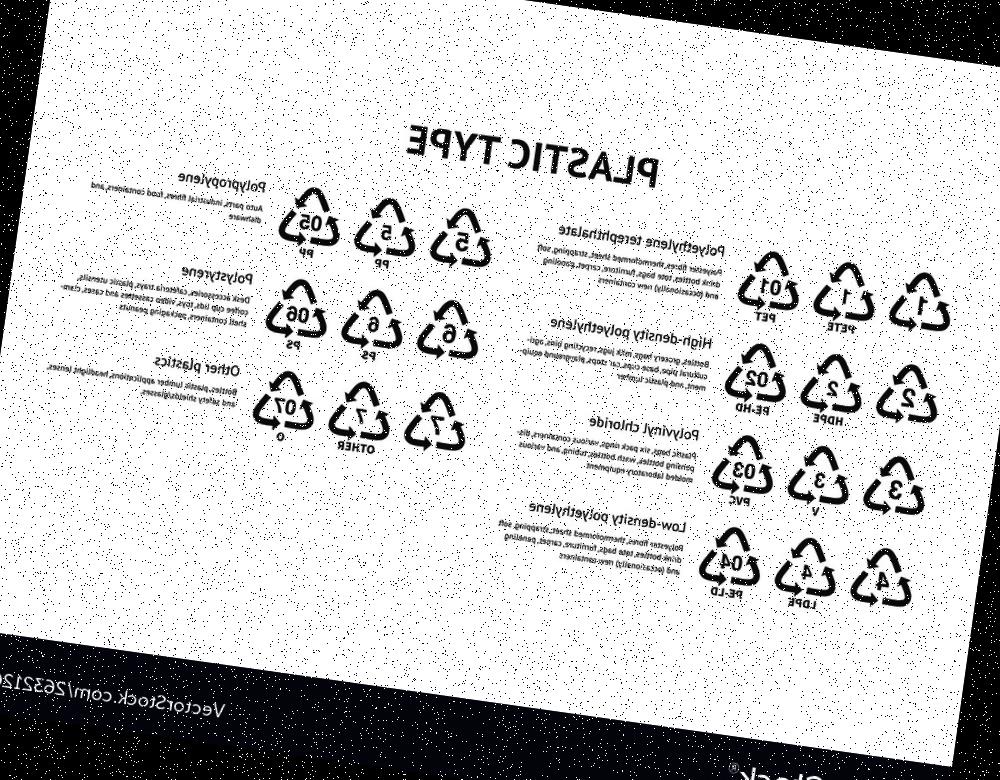 PLASTIC TYPE
1 1 01
PETE PET
Polyethylene terephthalate
Polyester fibres, thermoformed sheet, strapping, soft
drink bottles, tote bags, furniture, carpet, paneling
and (occasionally) new containers
2 2 02
HDPE PE-HD
High-density polyethylene
Bottles, grocery bags, milk jugs, recycling bins, agri-
cultural pipe, base cups, car stops, playground equip-
ment, and plastic lumber
3 3 03
V PVC
Polyvinyl chloride
Plastic bags, six pack rings, various containers, dis-
pensing bottles, wash bottles, tubing, and various
molded laboratory equipment
4 4 04
LDPE PE-LD
Low-density polyethylene
Polyester fibres, thermoformed sheet, strapping, soft
drink bottles, tote bags, furniture, carpet, paneling
and (occasionally) new containers
5 5 05
PP PP
Polypropylene
Auto parts, industrial fibres, food containers, and
dishware
6 6 06
PS PS
Polystyrene
Desk accessories, cafeteria trays, plastic utensils,
coffee cup lids, toys, video cassettes and cases, clam-
shell containers, packaging peanuts
7 7 07
OTHER O
Other plastics
Bottles, plastic lumber applications, headlight lenses,
and safety shields/glasses
VectorStock.com/263212